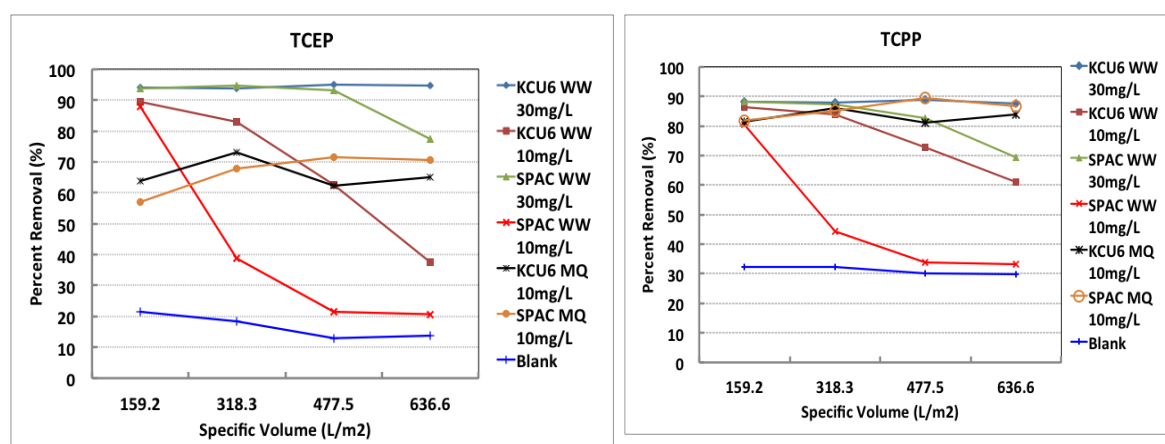 TCEP
100
90
80
70
60
50
40
30
20
10
0
Percent Removal (%)
159.2 318.3 477.5 636.6
Specific Volume (L/m2)
KCU6 WW
30mg/L
KCU6 WW
10mg/L
SPAC WW
30mg/L
SPAC WW
10mg/L
KCU6 MQ
10mg/L
SPAC MQ
10mg/L
Blank
TCPP
100
90
80
70
60
50
40
30
20
10
0
Percent Removal (%)
159.2 318.3 477.5 636.6
Specific Volume (L/m2)
KCU6 WW
30mg/L
KCU6 WW
10mg/L
SPAC WW
30mg/L
SPAC WW
10mg/L
KCU6 MQ
10mg/L
SPAC MQ
10mg/L
Blank